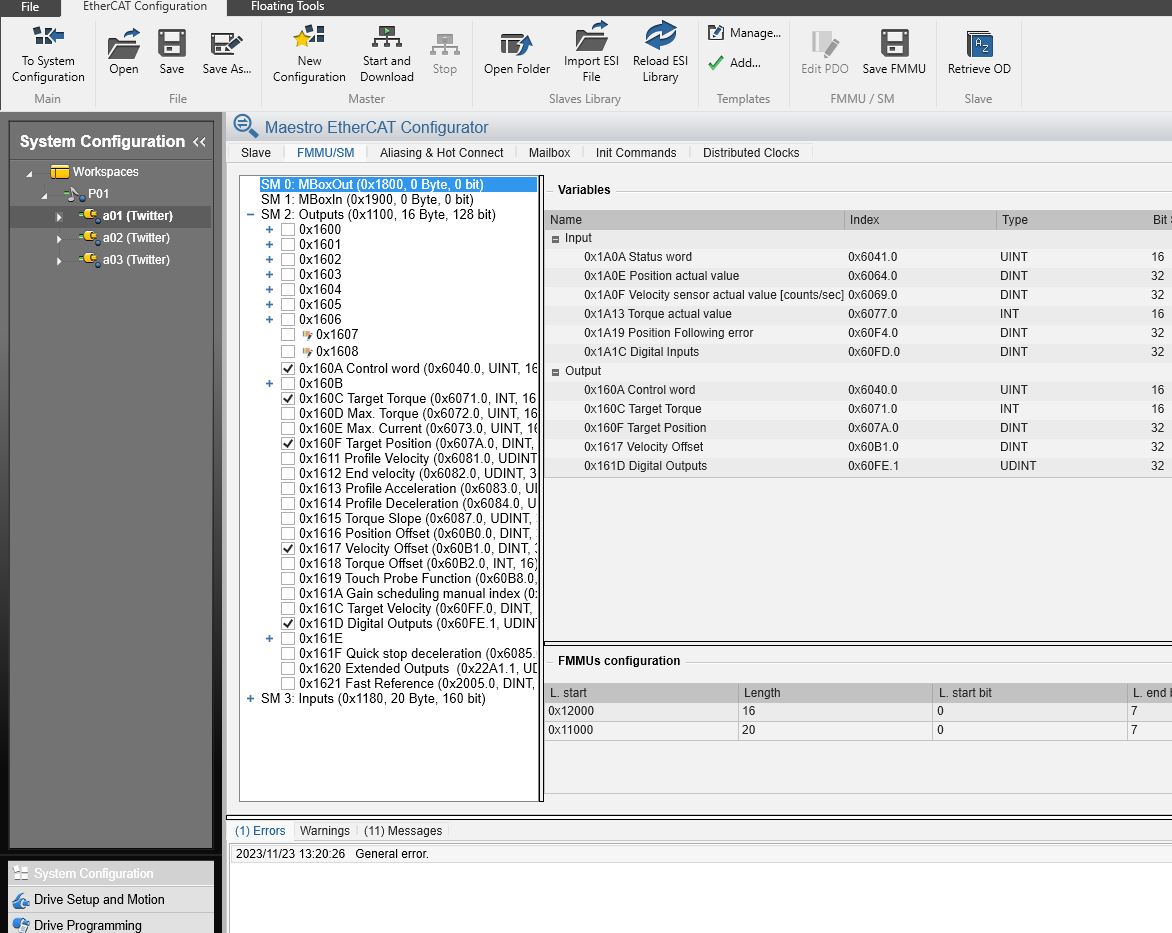 File
EtherCAT Configuration
Floating Tools
To System Configuration
Open
Save
Save As...
New Configuration
Start and Download
Stop
Open Folder
Import ESI File
Reload ESI Library
Manage...
Add...
Edit PDO
Save FMMU
Retrieve OD
Main
File
Master
Slaves Library
Templates
FMMU / SM
Slave
System Configuration <<
Workspaces
P01
a01 (Twitter)
a02 (Twitter)
a03 (Twitter)
System Configuration
Drive Setup and Motion
Drive Programming
Maestro EtherCAT Configurator
Slave
FMMU/SM
Aliasing & Hot Connect
Mailbox
Init Commands
Distributed Clocks
SM 0: MBoxOut (0x1800, 0 Byte, 0 bit)
SM 1: MBoxIn (0x1900, 0 Byte, 0 bit)
SM 2: Outputs (0x1100, 16 Byte, 128 bit)
0x1600
0x1601
0x1602
0x1603
0x1604
0x1605
0x1606
0x1607
0x1608
0x160A Control word (0x6040.0, UINT, 16
0x160B
0x160C Target Torque (0x6071.0, INT, 16
0x160D Max. Torque (0x6072.0, UINT, 16
0x160E Max. Current (0x6073.0, UINT, 16
0x160F Target Position (0x607A.0, DINT,
0x1611 Profile Velocity (0x6081.0, UDINT
0x1612 End velocity (0x6082.0, UDINT, 3
0x1613 Profile Acceleration (0x6083.0, UI
0x1614 Profile Deceleration (0x6084.0, U
0x1615 Torque Slope (0x6087.0, UDINT,
0x1616 Position Offset (0x60B0.0, DINT,
0x1617 Velocity Offset (0x60B1.0, DINT, 3
0x1618 Torque Offset (0x60B2.0, INT, 16)
0x1619 Touch Probe Function (0x60B8.0,
0x161A Gain scheduling manual index (0:
0x161C Target Velocity (0x60FF.0, DINT,
0x161D Digital Outputs (0x60FE.1, UDIN
0x161E
0x161F Quick stop deceleration (0x6085.
0x1620 Extended Outputs (0x22A1.1, UD
0x1621 Fast Reference (0x2005.0, DINT,
SM 3: Inputs (0x1180, 20 Byte, 160 bit)
Variables
Name Index Type Bit
Input
0x1A0A Status word 0x6041.0 UINT 16
0x1A0E Position actual value 0x6064.0 DINT 32
0x1A0F Velocity sensor actual value [counts/sec] 0x6069.0 DINT 32
0x1A13 Torque actual value 0x6077.0 INT 16
0x1A19 Position Following error 0x60F4.0 DINT 32
0x1A1C Digital Inputs 0x60FD.0 DINT 32
Output
0x160A Control word 0x6040.0 UINT 16
0x160C Target Torque 0x6071.0 INT 16
0x160F Target Position 0x607A.0 DINT 32
0x1617 Velocity Offset 0x60B1.0 DINT 32
0x161D Digital Outputs 0x60FE.1 UDINT 32
FMMUs configuration
L. start Length L. start bit L. end
0x12000 16 0 7
0x11000 20 0 7
(1) Errors Warnings (11) Messages
2023/11/23 13:20:26 General error.